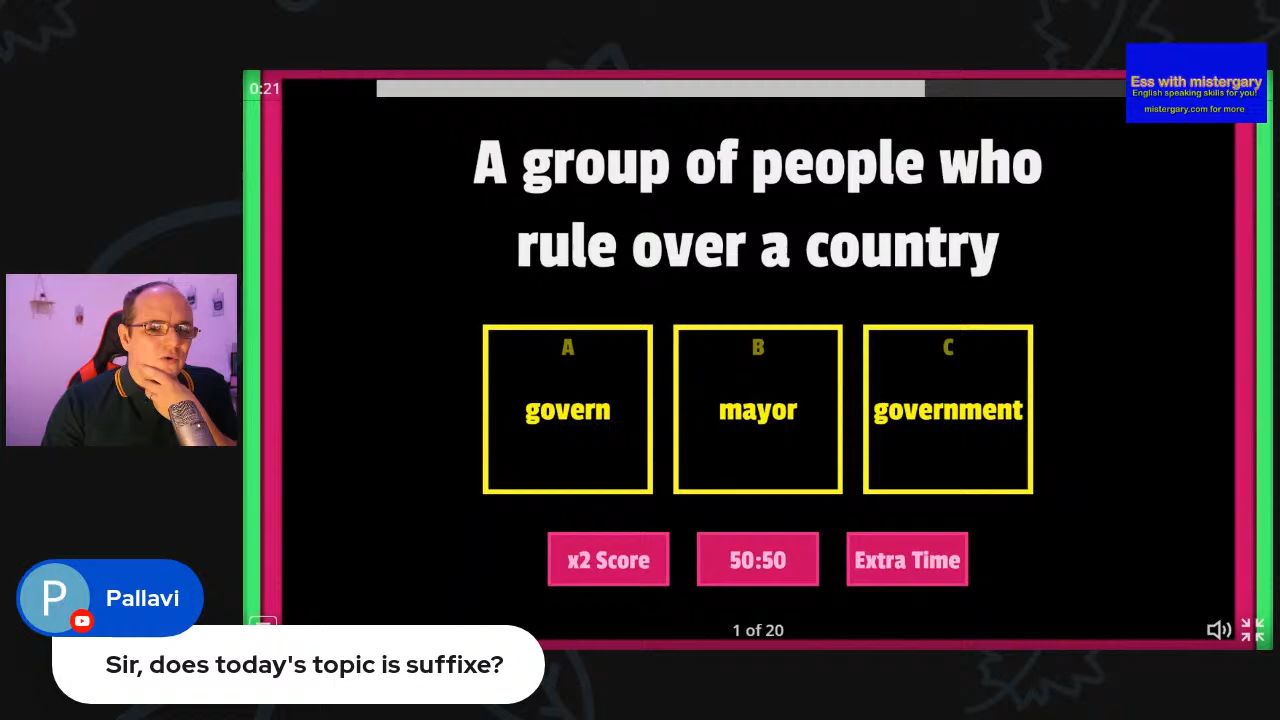 0:21
Ess with mistergary
English speaking skills for you!
mistergary.com for more
A group of people who
rule over a country
A
B
C
govern
mayor
government
x2 Score
50:50
Extra Time
1 of 20
P
Pallavi
Sir, does today's topic is suffixe?